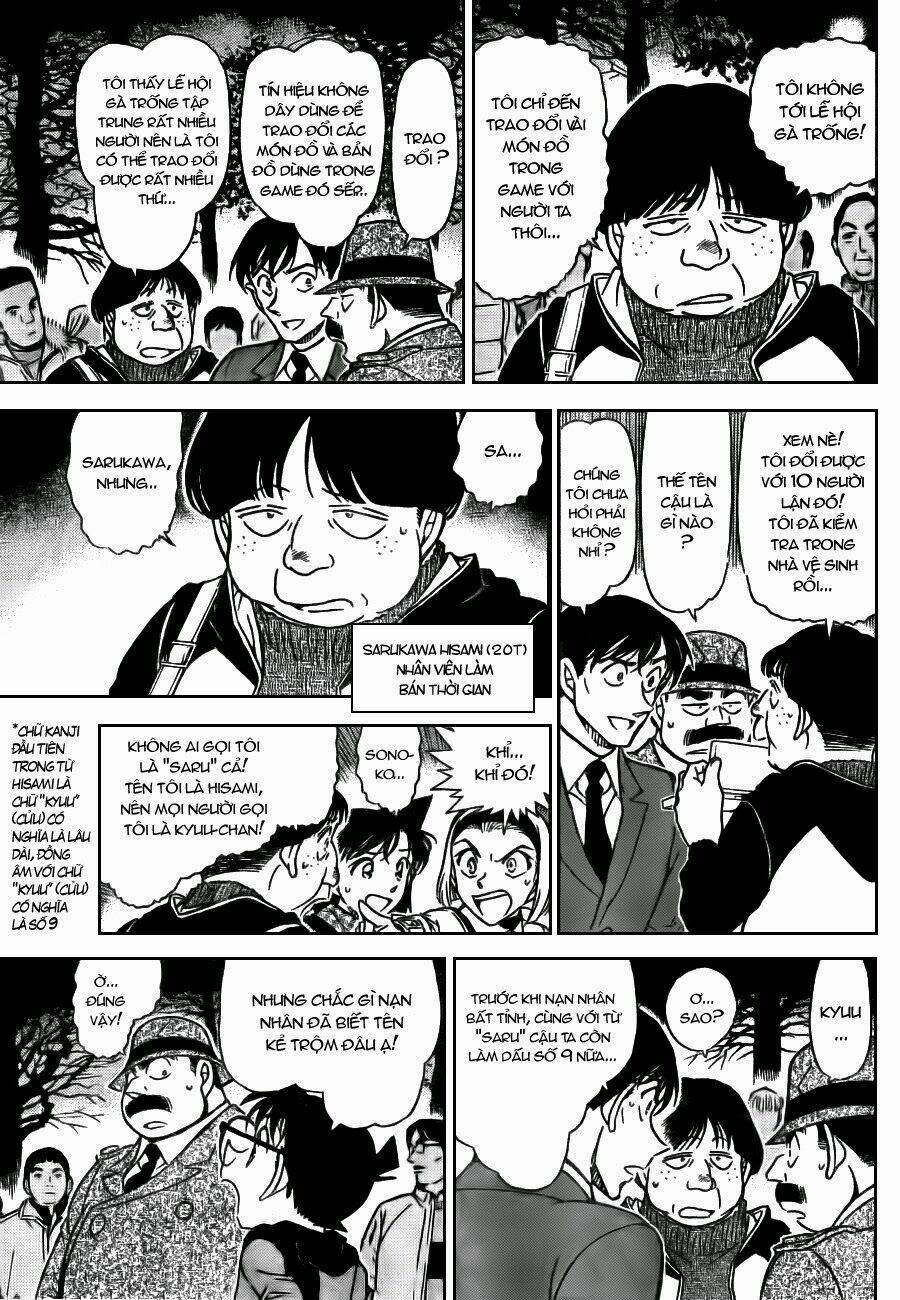 TÔI KHÔNG
TỚI LỄ HỘI
GÀ TRỐNG!
TÔI CHỈ ĐẾN
TRAO ĐỔI VÀI
MÓN ĐỒ
TRONG
GAME VỚI
NGƯỜI TA
THÔI...
TRAO
ĐỔI?
TÍN HIỆU KHÔNG
DÂY DÙNG ĐỂ
TRAO ĐỔI CÁC
MÓN ĐỒ VÀ BẢN
ĐỒ DÙNG TRONG
GAME ĐÓ SẾP..
TÔI THẤY LỄ HỘI
GÀ TRỐNG TẬP
TRUNG RẤT NHIỀU
NGƯỜI NÊN LÀ TÔI
CÓ THỂ TRAO ĐỔI
ĐƯỢC RẤT NHIỀU
THỨ...
XEM NÈ!
TÔI ĐỔI ĐƯỢC
VỚI 10 NGƯỜI
LẬN ĐÓ!
TÔI ĐÃ KIỂM
TRA TRONG
NHÀ VỆ SINH
RỒI...
THẾ TÊN
CẬU LÀ
GÌ NÀO
?
CHÚNG
TÔI CHƯA
HỎI PHẢI
KHÔNG
NHỈ?
SA...
SARUKAWA,
NHƯNG..
SARUKAWA HISAMI (20T)
NHÂN VIÊN LÀM
BÁN THỜI GIAN
KHỈ...
KHỈ ĐÓ!
SONO-
KO...
KHÔNG AI GỌI TÔI
LÀ "SARU" CẢ!
TÊN TÔI LÀ HISAMI,
NÊN MỌI NGƯỜI GỌI
TÔI LÀ KYUU-CHAN!
*CHỮ KANJI
ĐẦU TIÊN
TRONG TỪ
HISAMI LÀ
CHỮ "KYUU"
(CỬU) CÓ
NGHĨA LÀ LÂU
DÀI, ĐỒNG
ÂM VỚI CHỮ
"KYUU" (CỬU)
CÓ NGHĨA
LÀ SỐ 9
KYUU
...
Ơ...
SAO?
TRƯỚC KHI NẠN NHÂN
BẤT TỈNH, CÙNG VỚI TỪ
"SARU" CẬU TA CÒN
LÀM DẤU SỐ 9 NỮA...
NHƯNG CHẮC GÌ NẠN
NHÂN ĐÃ BIẾT TÊN
KẺ TRỘM ĐÂU Ạ!
Ờ...
ĐÚNG
VẬY!